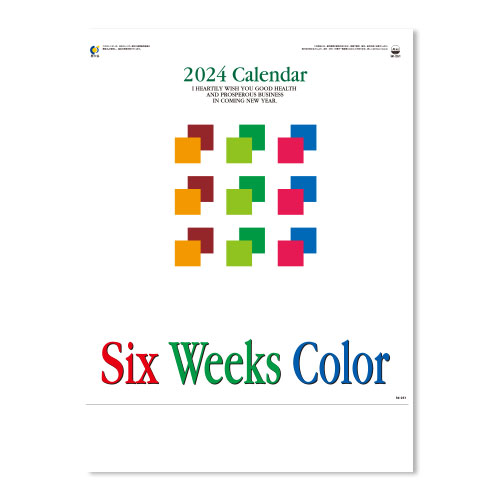 2024 Calendar
I HEARTILY WISH YOU GOOD HEALTH
AND PROSPEROUS BUSINESS
IN COMING NEW YEAR.
Six Weeks Color